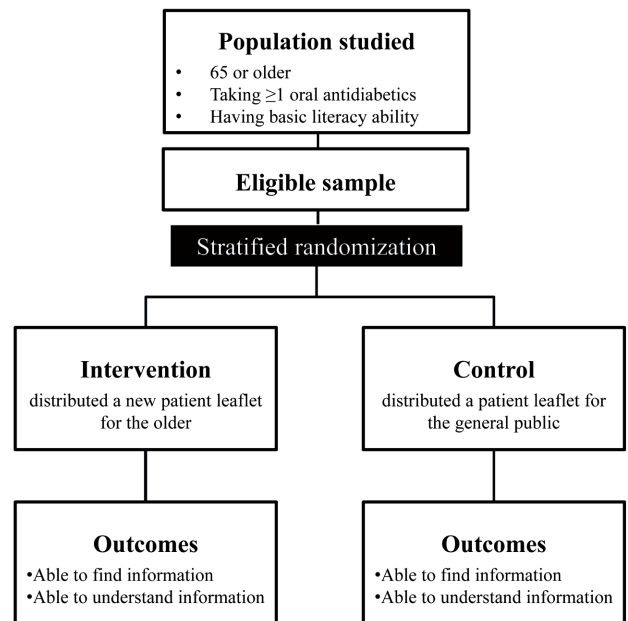 Population studied
• 65 or older
• Taking ≥1 oral antidiabetics
• Having basic literacy ability
Eligible sample
Stratified randomization
Intervention
distributed a new patient leaflet
for the older
Control
distributed a patient leaflet for
the general public
Outcomes
•Able to find information
•Able to understand information
Outcomes
•Able to find information
•Able to understand information